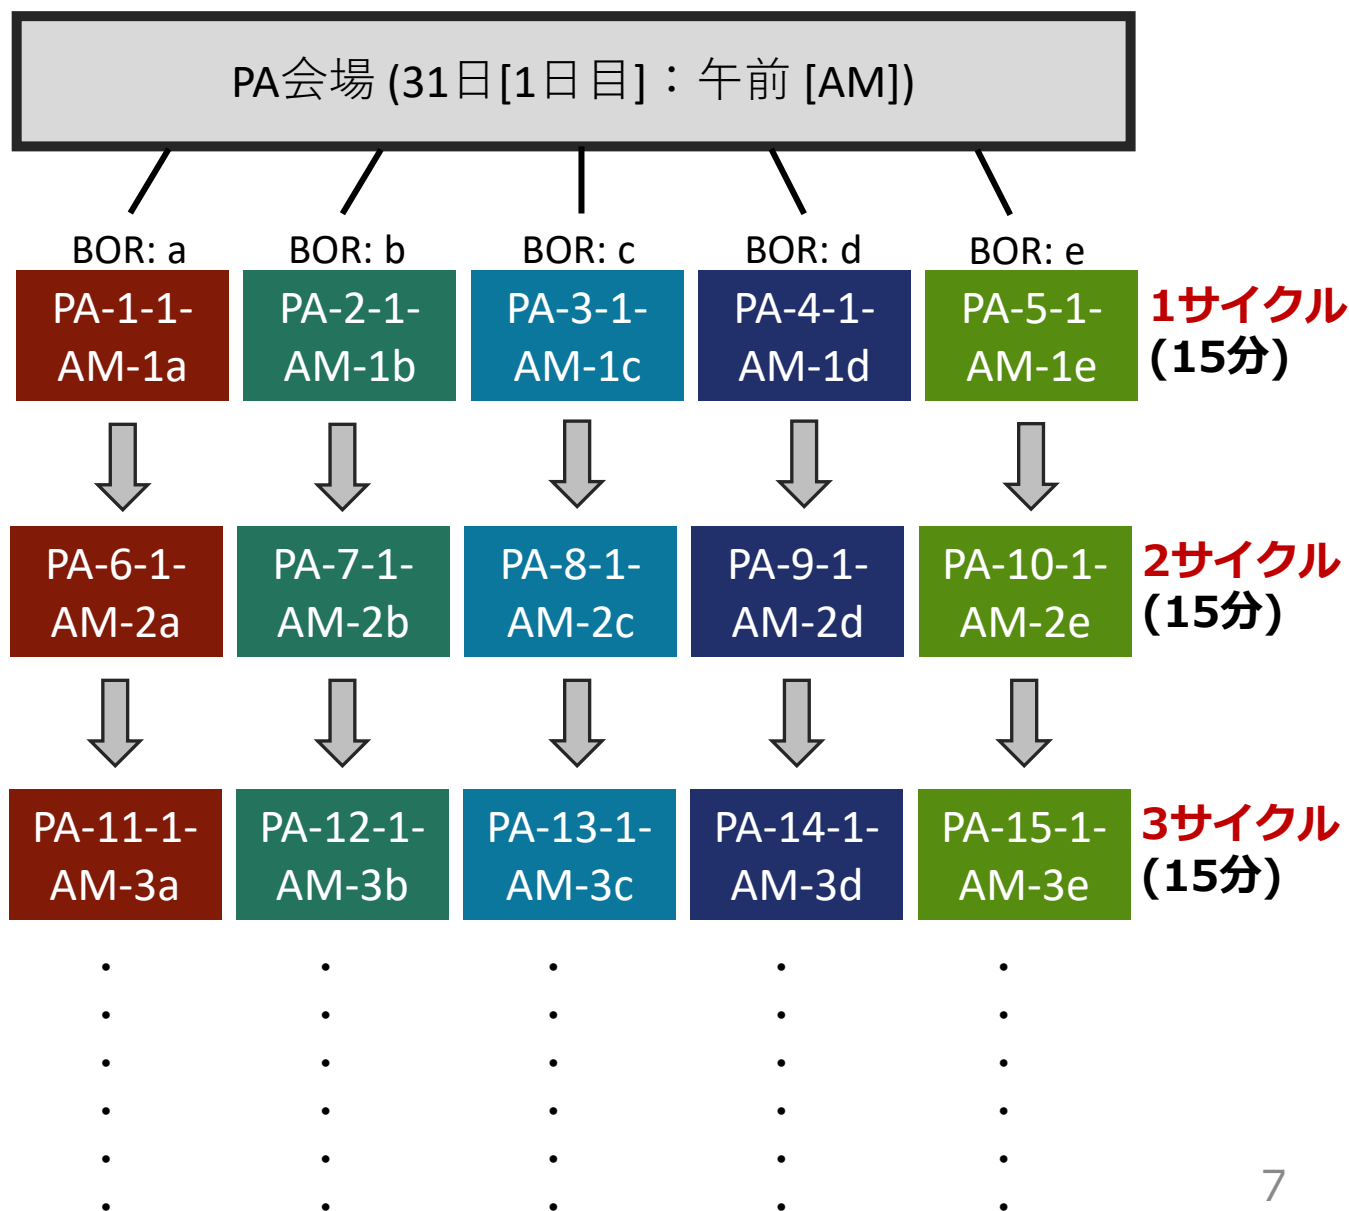 PA会場 (31日[1日目]：午前 [AM])
BOR: a
BOR: b
BOR: c
BOR: d
BOR: e
PA-1-1-
AM-1a
PA-2-1-
AM-1b
PA-3-1-
AM-1c
PA-4-1-
AM-1d
PA-5-1-
AM-1e
1サイクル
(15分)
PA-6-1-
AM-2a
PA-7-1-
AM-2b
PA-8-1-
AM-2c
PA-9-1-
AM-2d
PA-10-1-
AM-2e
2サイクル
(15分)
PA-11-1-
AM-3a
PA-12-1-
AM-3b
PA-13-1-
AM-3c
PA-14-1-
AM-3d
PA-15-1-
AM-3e
3サイクル
(15分)
7